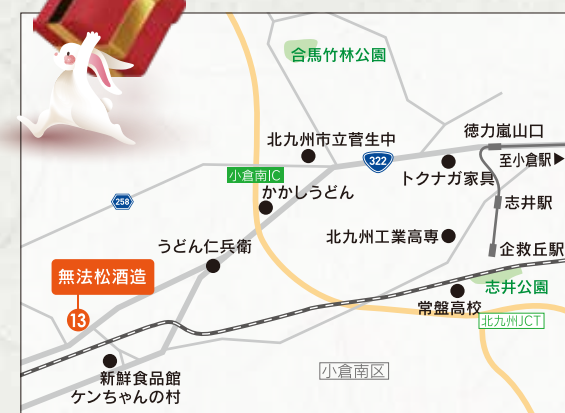 合馬竹林公園
徳力嵐山口
北九州市立菅生中
322
至小倉駅▶
小倉南IC
トクナガ家具
かかしうどん
258
志井駅
北九州工業高専
うどん仁兵衛
企救丘駅
無法松酒造
志井公園
13
常盤高校
北九州JCT
小倉南区
新鮮食品館
ケンちゃんの村